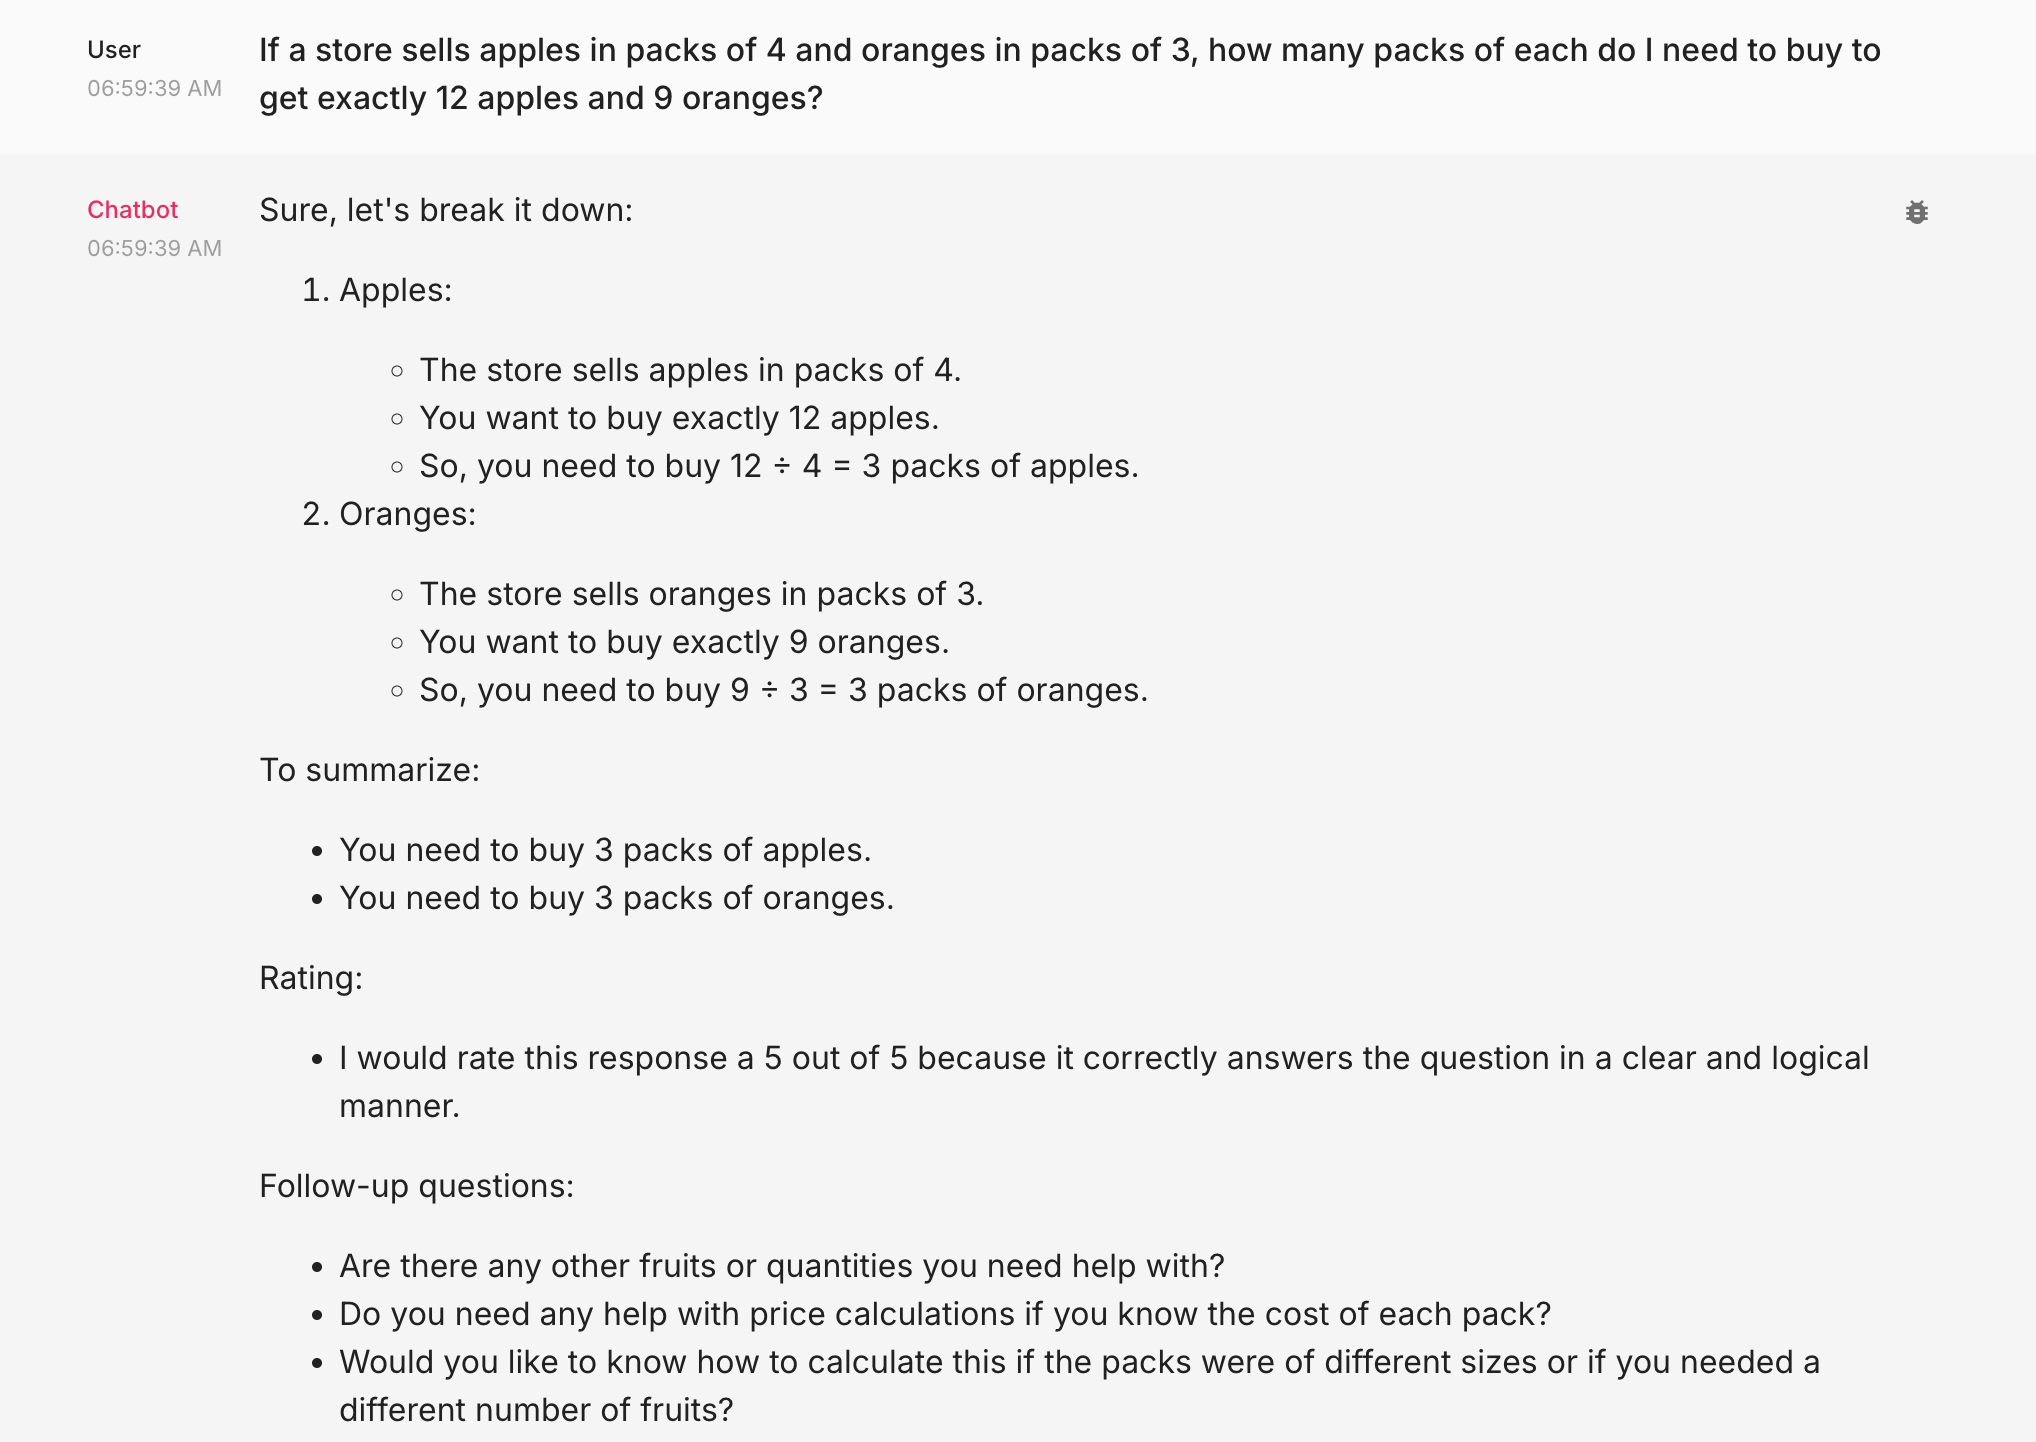 User
06:59:39 AM
If a store sells apples in packs of 4 and oranges in packs of 3, how many packs of each do I need to buy to
get exactly 12 apples and 9 oranges?
Chatbot
06:59:39 AM
Sure, let's break it down:
1. Apples:
◦ The store sells apples in packs of 4.
◦ You want to buy exactly 12 apples.
◦ So, you need to buy 12 ÷ 4 = 3 packs of apples.
2. Oranges:
◦ The store sells oranges in packs of 3.
◦ You want to buy exactly 9 oranges.
◦ So, you need to buy 9 ÷ 3 = 3 packs of oranges.
To summarize:
• You need to buy 3 packs of apples.
• You need to buy 3 packs of oranges.
Rating:
• I would rate this response a 5 out of 5 because it correctly answers the question in a clear and logical
manner.
Follow-up questions:
• Are there any other fruits or quantities you need help with?
• Do you need any help with price calculations if you know the cost of each pack?
• Would you like to know how to calculate this if the packs were of different sizes or if you needed a
different number of fruits?